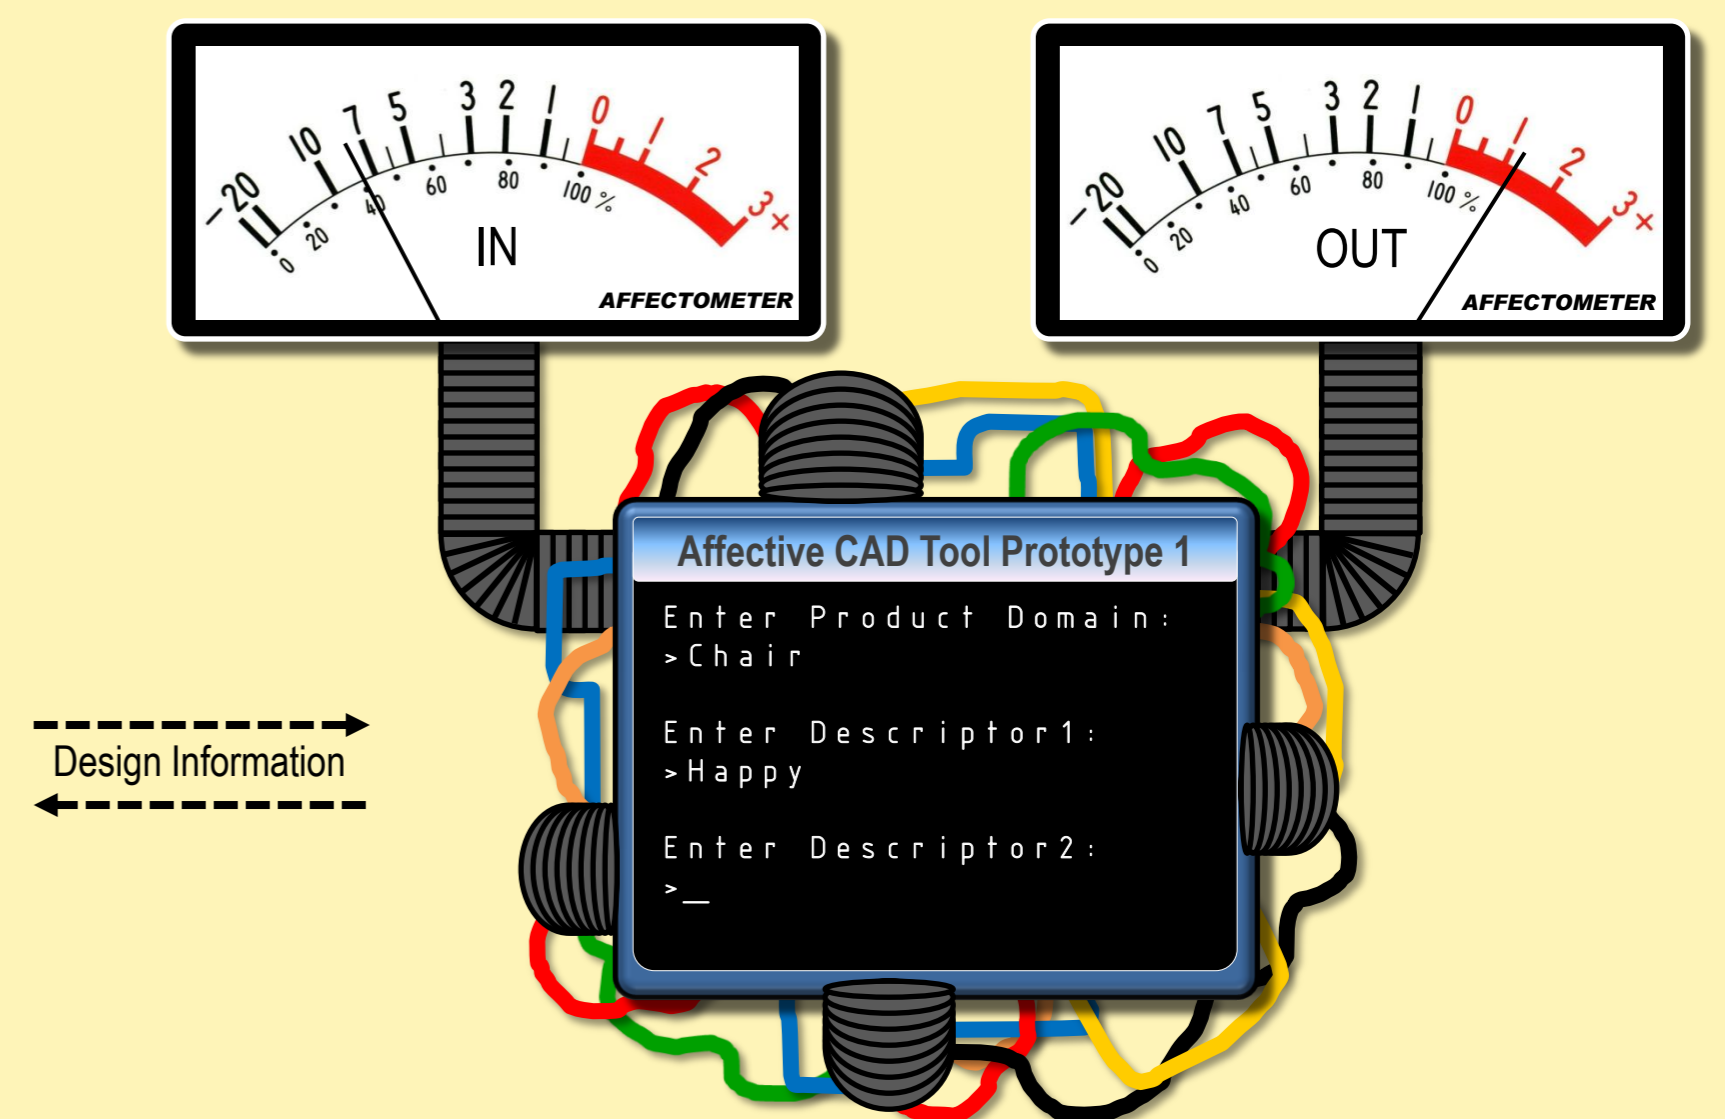 -20 10 7 5 3 2 1 0 1 2 3 +
0 20 40 60 80 100 %
IN
AFFECTOMETER
-20 10 7 5 3 2 1 0 1 2 3 +
0 20 40 60 80 100 %
OUT
AFFECTOMETER
Affective CAD Tool Prototype 1
Enter Product Domain:
>Chair
Enter Descriptor1:
>Happy
Enter Descriptor2:
>_
Design Information